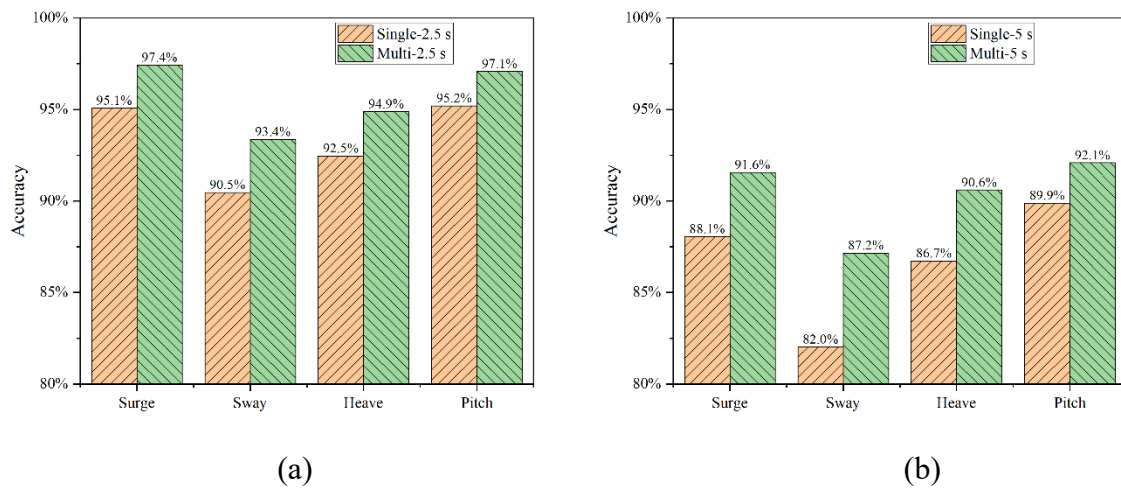 100%
95%
90%
85%
80%
Accuracy
Single-2.5 s
Multi-2.5 s
95.1%
97.4%
90.5%
93.4%
92.5%
94.9%
95.2%
97.1%
Surge
Sway
Heave
Pitch
(a)
100%
95%
90%
85%
80%
Accuracy
Single-5 s
Multi-5 s
88.1%
91.6%
82.0%
87.2%
86.7%
90.6%
89.9%
92.1%
Surge
Sway
Heave
Pitch
(b)